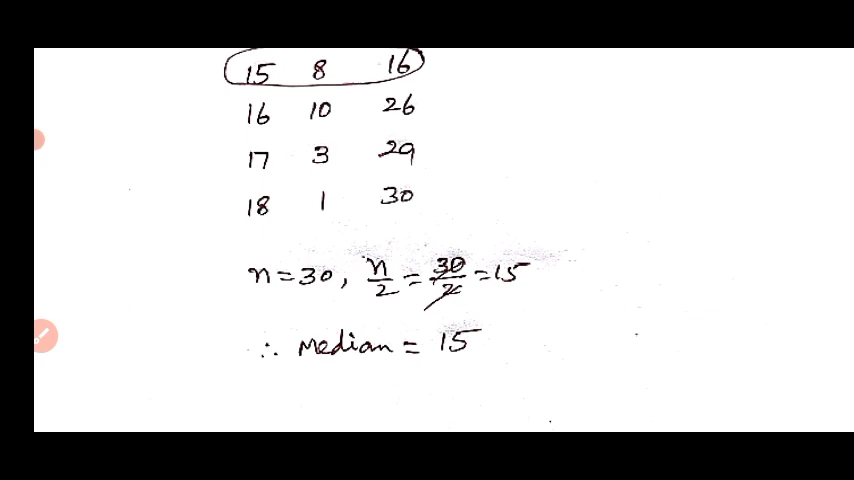 15 8 16
16 10 26
17 3 29
18 1 30
n=30, n/2 = 30/2 = 15
∴ Median = 15